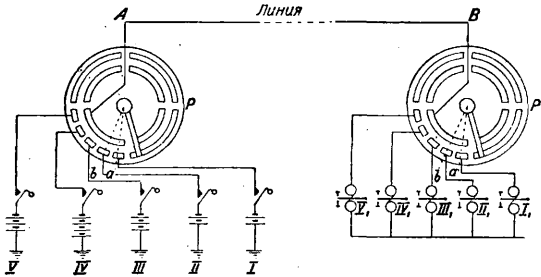 A Линия B
P P
b a b a
V IV III II I V₁ IV₁ III₁ II₁ I₁